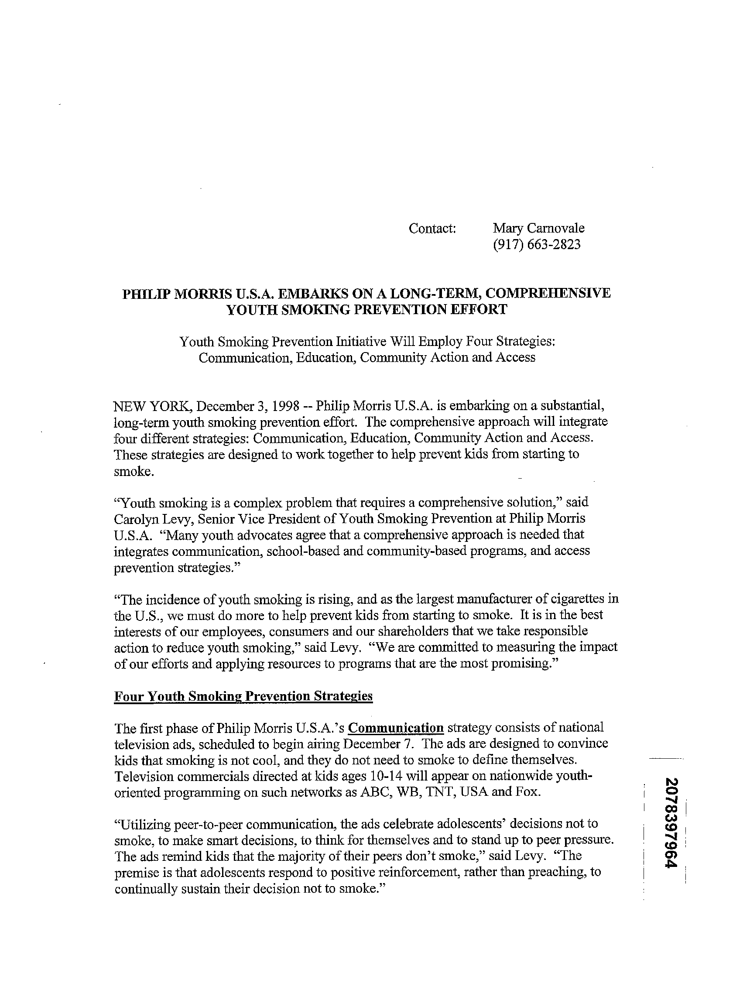 Contact: Mary Carnovale
(917) 663-2823
PHILIP MORRIS U.S.A. EMBARKS ON A LONG-TERM, COMPREHENSIVE
YOUTH SMOKING PREVENTION EFFORT
Youth Smoking Prevention Initiative Will Employ Four Strategies:
Communication, Education, Community Action and Access
NEW YORK, December 3, 1998 -- Philip Morris U.S.A. is embarking on a substantial,
long-term youth smoking prevention effort. The comprehensive approach will integrate
four different strategies: Communication, Education, Community Action and Access.
These strategies are designed to work together to help prevent kids from starting to
smoke.
“Youth smoking is a complex problem that requires a comprehensive solution,” said
Carolyn Levy, Senior Vice President of Youth Smoking Prevention at Philip Morris
U.S.A. “Many youth advocates agree that a comprehensive approach is needed that
integrates communication, school-based and community-based programs, and access
prevention strategies.”
“The incidence of youth smoking is rising, and as the largest manufacturer of cigarettes in
the U.S., we must do more to help prevent kids from starting to smoke. It is in the best
interests of our employees, consumers and our shareholders that we take responsible
action to reduce youth smoking,” said Levy. “We are committed to measuring the impact
of our efforts and applying resources to programs that are the most promising.”
Four Youth Smoking Prevention Strategies
The first phase of Philip Morris U.S.A.’s Communication strategy consists of national
television ads, scheduled to begin airing December 7. The ads are designed to convince
kids that smoking is not cool, and they do not need to smoke to define themselves.
Television commercials directed at kids ages 10-14 will appear on nationwide youth-
oriented programming on such networks as ABC, WB, TNT, USA and Fox.
“Utilizing peer-to-peer communication, the ads celebrate adolescents’ decisions not to
smoke, to make smart decisions, to think for themselves and to stand up to peer pressure.
The ads remind kids that the majority of their peers don’t smoke,” said Levy. “The
premise is that adolescents respond to positive reinforcement, rather than preaching, to
continually sustain their decision not to smoke.”
2078397964